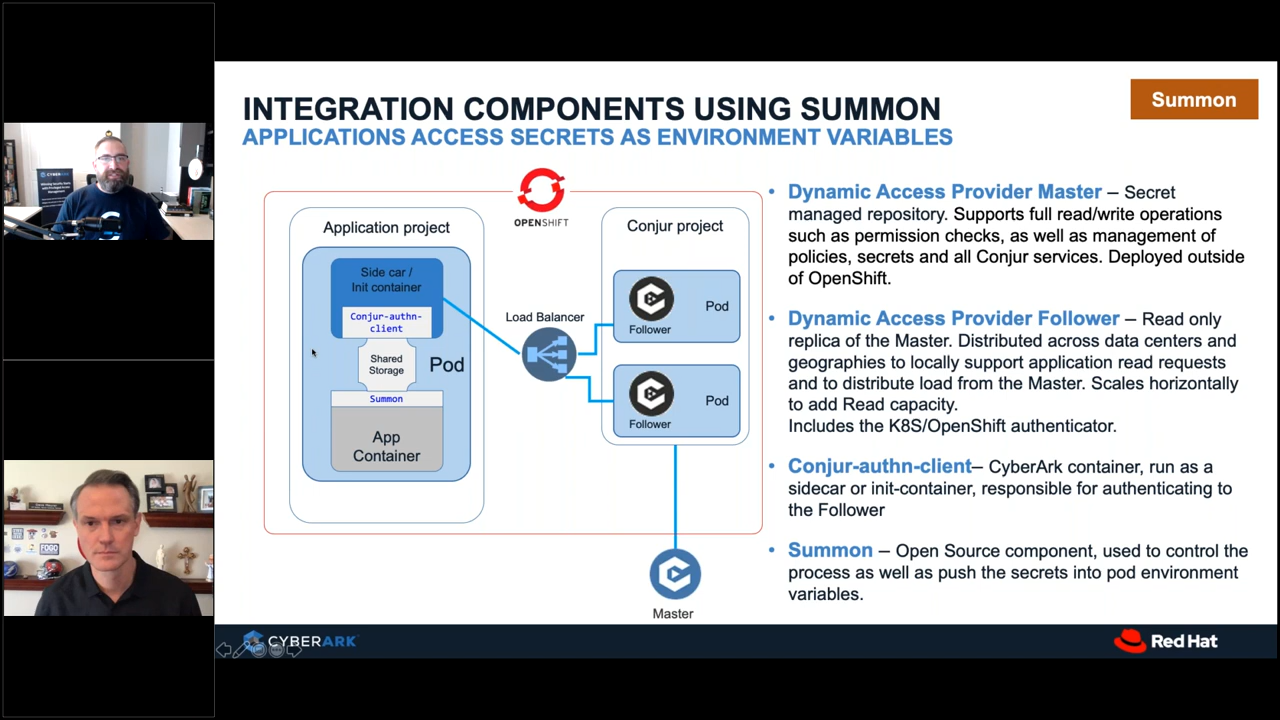 INTEGRATION COMPONENTS USING SUMMON
APPLICATIONS ACCESS SECRETS AS ENVIRONMENT VARIABLES
Summon
OPENSHIFT
Application project
Side car /
Init container
Conjur-authn-
client
Shared
Storage
Pod
Summon
App
Container
Load Balancer
Conjur project
Follower
Pod
Follower
Pod
Master
• Dynamic Access Provider Master – Secret
managed repository. Supports full read/write operations
such as permission checks, as well as management of
policies, secrets and all Conjur services. Deployed outside
of OpenShift.
• Dynamic Access Provider Follower – Read only
replica of the Master. Distributed across data centers and
geographies to locally support application read requests
and to distribute load from the Master. Scales horizontally
to add Read capacity.
Includes the K8S/OpenShift authenticator.
• Conjur-authn-client– CyberArk container, run as a
sidecar or init-container, responsible for authenticating to
the Follower
• Summon – Open Source component, used to control the
process as well as push the secrets into pod environment
variables.
CYBERARK
Red Hat
CYBERARK
FOGO